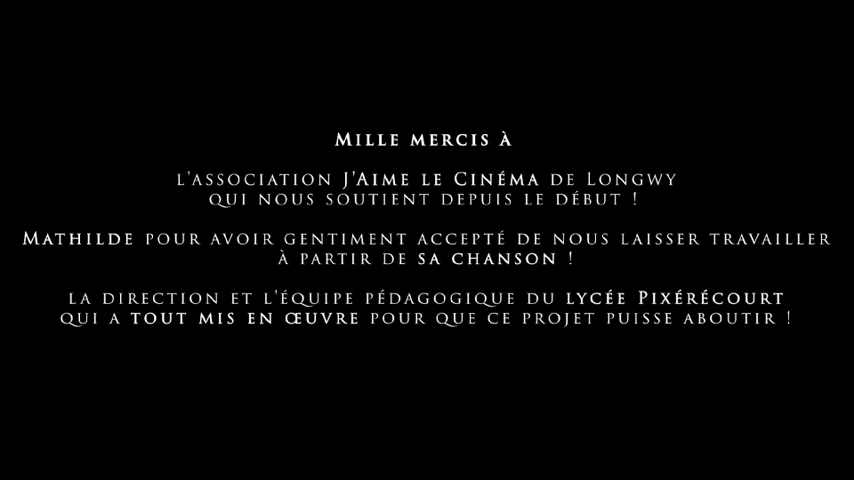 Mille mercis à
l'association J'Aime le Cinéma de Longwy
qui nous soutient depuis le début !
Mathilde pour avoir gentiment accepté de nous laisser travailler
à partir de sa chanson !
la direction et l'équipe pédagogique du lycée Pixérécourt
qui a tout mis en œuvre pour que ce projet puisse aboutir !